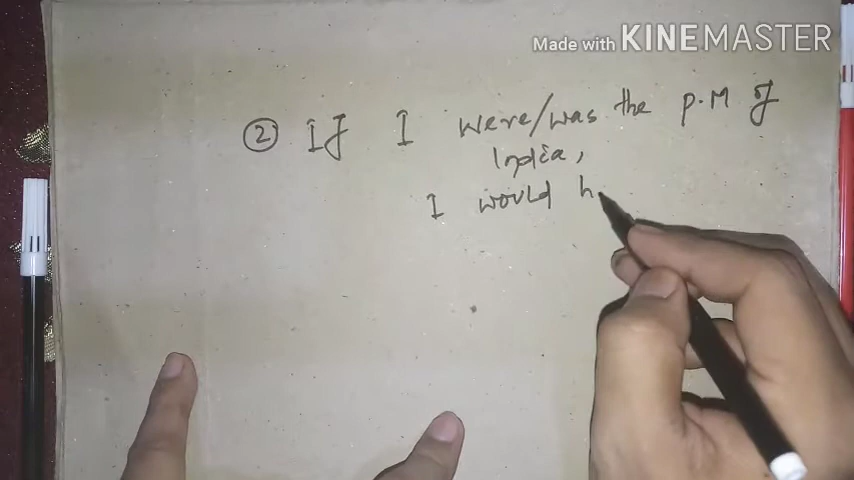 Made with KINEMASTER
② If I were/was the P.M of
India,
I would h